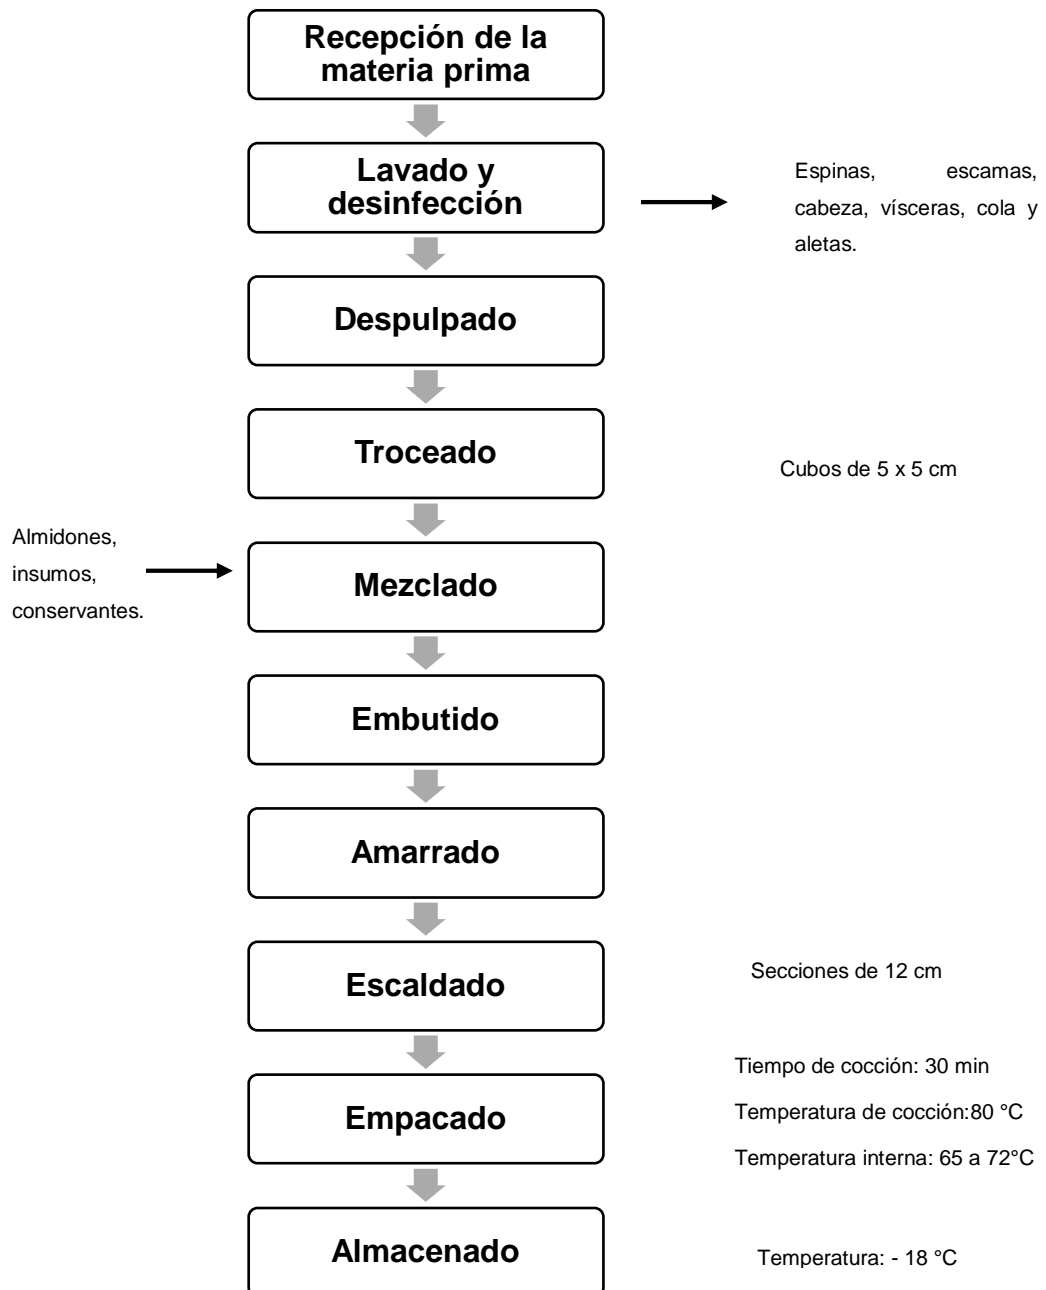 Recepción de la
materia prima
Lavado y
desinfección
Espinas, escamas,
cabeza, vísceras, cola y
aletas.
Despulpado
Troceado
Cubos de 5 x 5 cm
Almidones,
insumos,
conservantes.
Mezclado
Embutido
Amarrado
Escaldado
Secciones de 12 cm
Empacado
Tiempo de cocción: 30 min
Temperatura de cocción:80 °C
Temperatura interna: 65 a 72°C
Almacenado
Temperatura: - 18 °C